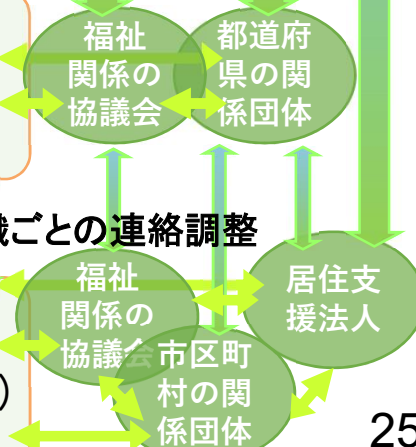 福祉
関係の
協議会
都道府
県の関
係団体
ごとの連絡調整
福祉
関係の
協議会
居住支
援法人
市区町
村の関
係団体
)
25